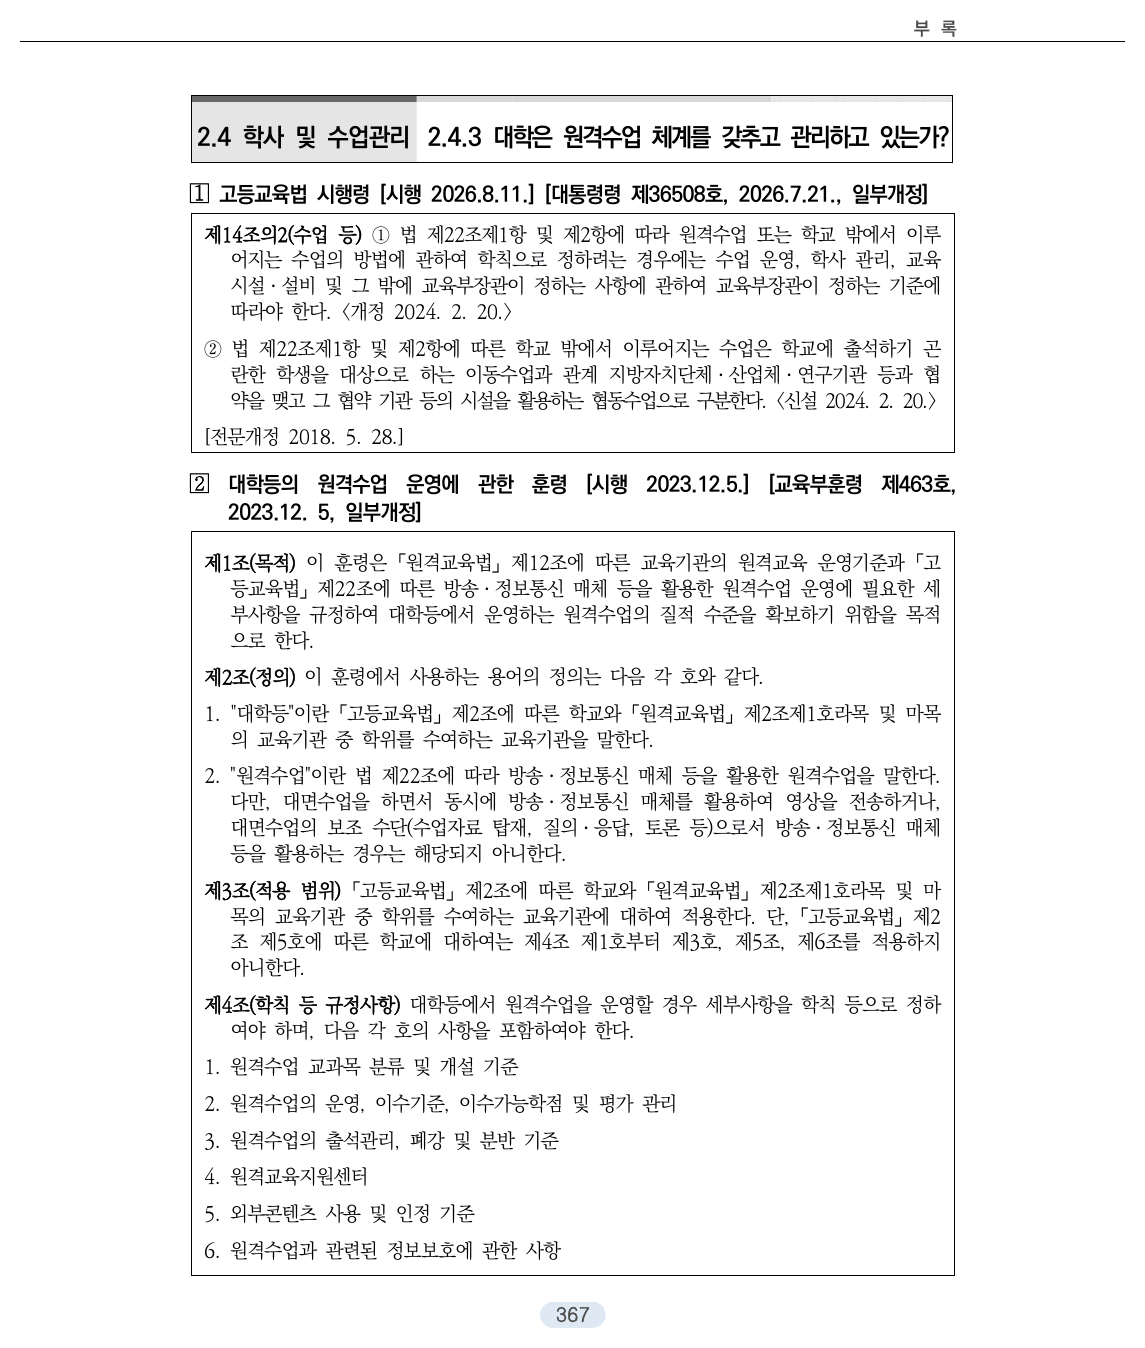 부 록
2.4 학사 및 수업관리 2.4.3 대학은 원격수업 체계를 갖추고 관리하고 있는가?
1 고등교육법 시행령 [시행 2026.8.11.] [대통령령 제36508호, 2026.7.21., 일부개정]
제14조의2(수업 등) ① 법 제22조제1항 및 제2항에 따라 원격수업 또는 학교 밖에서 이루
어지는 수업의 방법에 관하여 학칙으로 정하려는 경우에는 수업 운영, 학사 관리, 교육
시설·설비 및 그 밖에 교육부장관이 정하는 사항에 관하여 교육부장관이 정하는 기준에
따라야 한다. <개정 2024. 2. 20.>
② 법 제22조제1항 및 제2항에 따른 학교 밖에서 이루어지는 수업은 학교에 출석하기 곤
란한 학생을 대상으로 하는 이동수업과 관계 지방자치단체·산업체·연구기관 등과 협
약을 맺고 그 협약 기관 등의 시설을 활용하는 협동수업으로 구분한다. <신설 2024. 2. 20.>
[전문개정 2018. 5. 28.]
2 대학등의 원격수업 운영에 관한 훈령 [시행 2023.12.5.] [교육부훈령 제463호,
2023.12. 5, 일부개정]
제1조(목적) 이 훈령은「원격교육법」제12조에 따른 교육기관의 원격교육 운영기준과「고
등교육법」제22조에 따른 방송·정보통신 매체 등을 활용한 원격수업 운영에 필요한 세
부사항을 규정하여 대학등에서 운영하는 원격수업의 질적 수준을 확보하기 위함을 목적
으로 한다.
제2조(정의) 이 훈령에서 사용하는 용어의 정의는 다음 각 호와 같다.
1. "대학등"이란「고등교육법」제2조에 따른 학교와「원격교육법」제2조제1호라목 및 마목
의 교육기관 중 학위를 수여하는 교육기관을 말한다.
2. "원격수업"이란 법 제22조에 따라 방송·정보통신 매체 등을 활용한 원격수업을 말한다.
다만, 대면수업을 하면서 동시에 방송·정보통신 매체를 활용하여 영상을 전송하거나,
대면수업의 보조 수단(수업자료 탑재, 질의·응답, 토론 등)으로서 방송·정보통신 매체
등을 활용하는 경우는 해당되지 아니한다.
제3조(적용 범위)「고등교육법」제2조에 따른 학교와「원격교육법」제2조제1호라목 및 마
목의 교육기관 중 학위를 수여하는 교육기관에 대하여 적용한다. 단,「고등교육법」제2
조 제5호에 따른 학교에 대하여는 제4조 제1호부터 제3호, 제5조, 제6조를 적용하지
아니한다.
제4조(학칙 등 규정사항) 대학등에서 원격수업을 운영할 경우 세부사항을 학칙 등으로 정하
여야 하며, 다음 각 호의 사항을 포함하여야 한다.
1. 원격수업 교과목 분류 및 개설 기준
2. 원격수업의 운영, 이수기준, 이수가능학점 및 평가 관리
3. 원격수업의 출석관리, 폐강 및 분반 기준
4. 원격교육지원센터
5. 외부콘텐츠 사용 및 인정 기준
6. 원격수업과 관련된 정보보호에 관한 사항
367